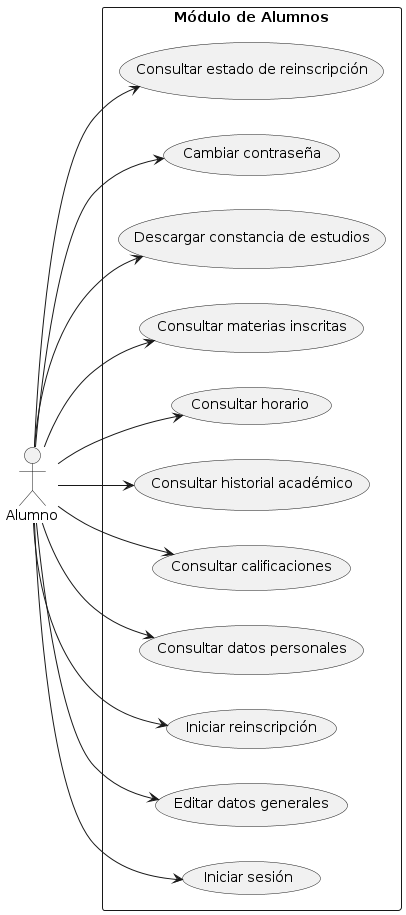 Módulo de Alumnos
Consultar estado de reinscripción
Cambiar contraseña
Descargar constancia de estudios
Consultar materias inscritas
Consultar horario
Consultar historial académico
Alumno
Consultar calificaciones
Consultar datos personales
Iniciar reinscripción
Editar datos generales
Iniciar sesión